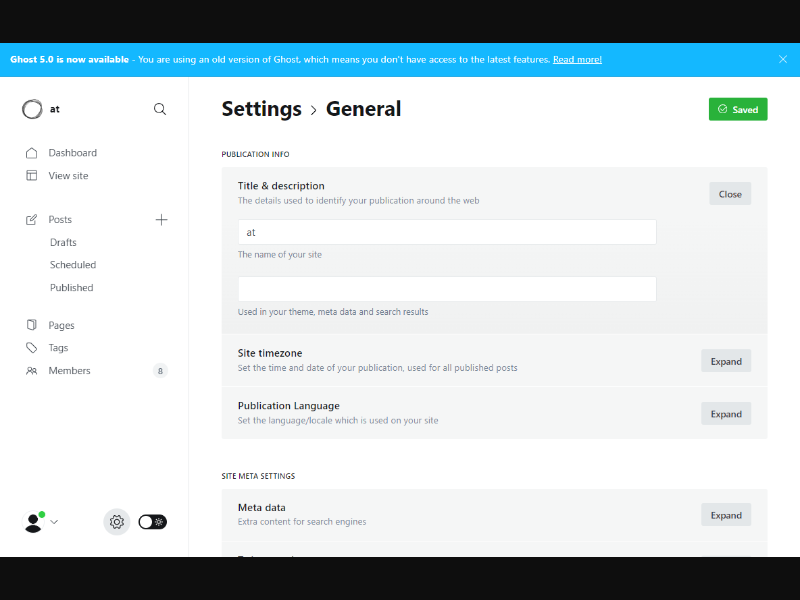 Ghost 5.0 is now available - You are using an old version of Ghost, which means you don't have access to the latest features. Read more!
at
Settings > General
Saved
Dashboard
View site
Posts
Drafts
Scheduled
Published
Pages
Tags
Members
8
PUBLICATION INFO
Title & description
The details used to identify your publication around the web
Close
at
The name of your site
Used in your theme, meta data and search results
Site timezone
Set the time and date of your publication, used for all published posts
Expand
Publication Language
Set the language/locale which is used on your site
Expand
SITE META SETTINGS
Meta data
Extra content for search engines
Expand